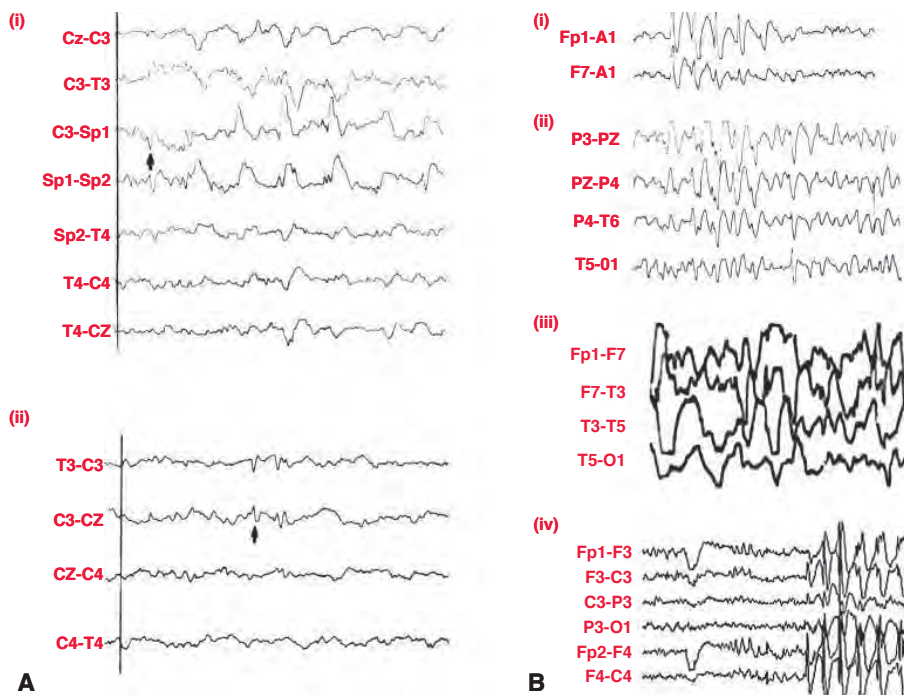 (i)
Cz-C3
C3-T3
C3-Sp1
Sp1-Sp2
Sp2-T4
T4-C4
T4-CZ
(ii)
T3-C3
C3-CZ
CZ-C4
C4-T4
A
(i)
Fp1-A1
F7-A1
(ii)
P3-PZ
PZ-P4
P4-T6
T5-01
(iii)
Fp1-F7
F7-T3
T3-T5
T5-O1
(iv)
Fp1-F3
F3-C3
C3-P3
P3-O1
Fp2-F4
F4-C4
B